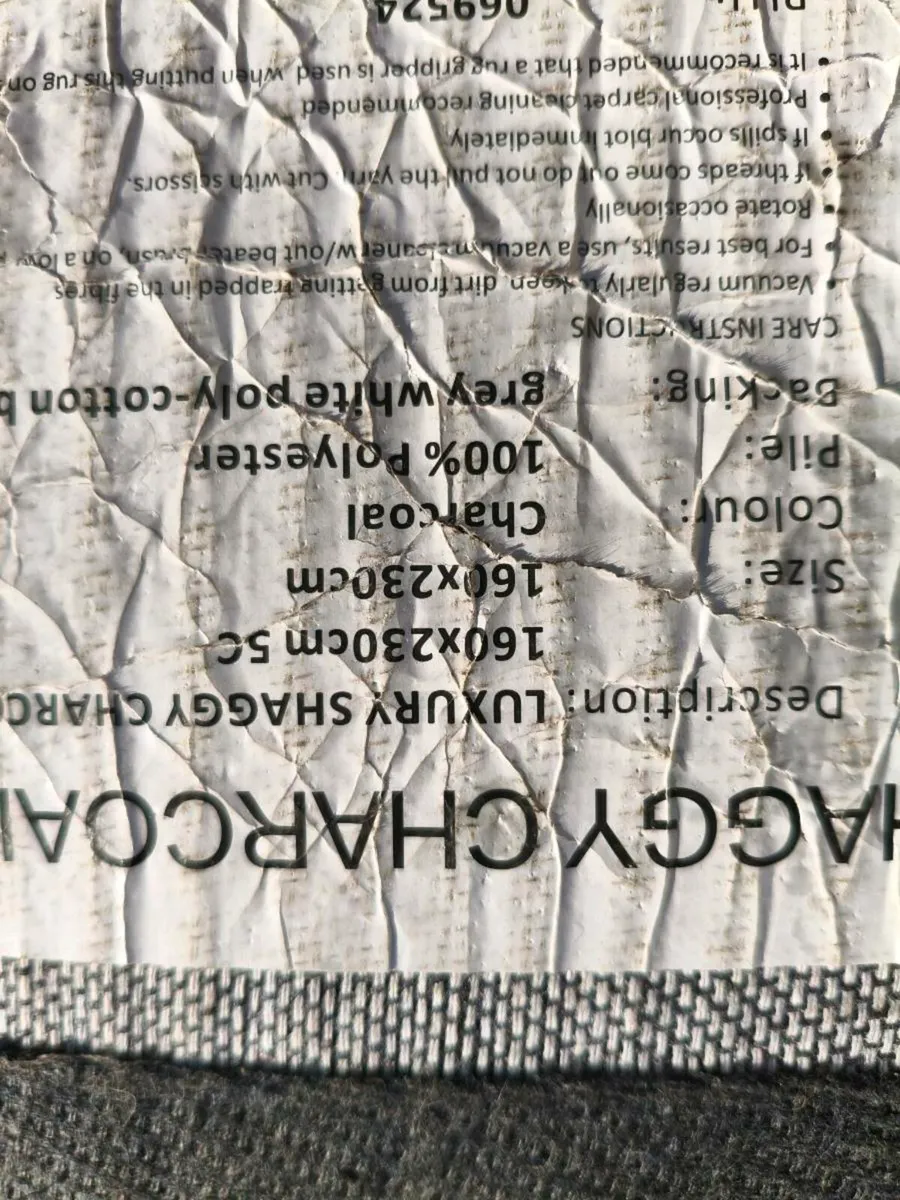 HAGGY CHARCOAL
Description: LUXURY SHAGGY CHARCO
160x230cm 5C
Size: 160x230cm
Colour: Charcoal
Pile: 100% Polyester
Backing: grey white poly-cotton b
CARE INSTRUCTIONS
• Vacuum regularly to keep dirt from getting trapped in the fibres
• For best results, use a vacuum cleaner w/out beater brush, on a low
• Rotate occasionally
• If threads come out do not pull the yarn. Cut with scissors.
• If spills occur blot immediately
• Professional carpet cleaning recommended
• It is recommended that a rug gripper is used when putting this rug on
069524